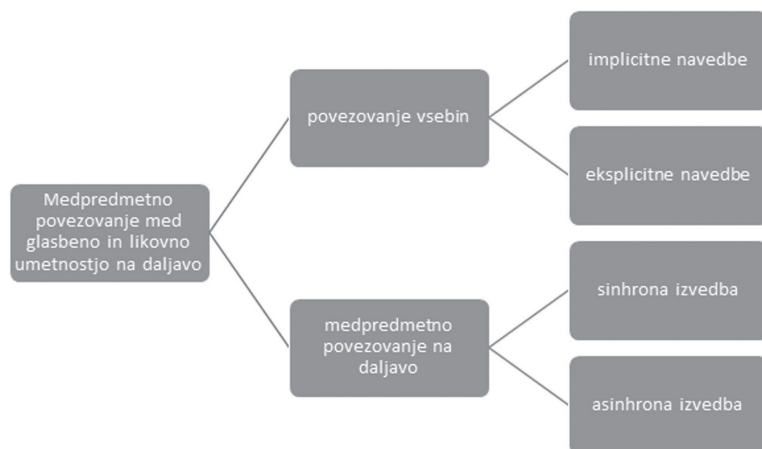 Medpredmetno
povezovanje med
glasbeno in likovno
umetnostjo na daljavo
povezovanje vsebin
medpredmetno
povezovanje na
daljavo
implicitne navedbe
eksplicitne navedbe
sinhrona izvedba
asinhrona izvedba